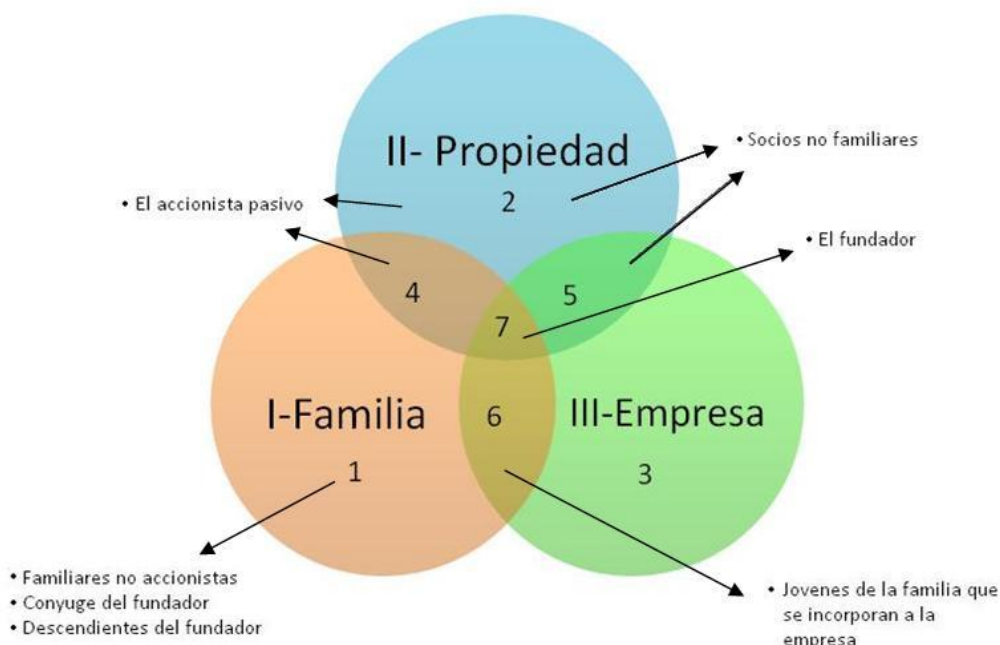 II- Propiedad
2
• Socios no familiares
• El accionista pasivo
• El fundador
4
5
7
I-Familia
6
III-Empresa
1
3
• Familiares no accionistas
• Conyuge del fundador
• Descendientes del fundador
• Jovenes de la familia que
se incorporan a la
empresa